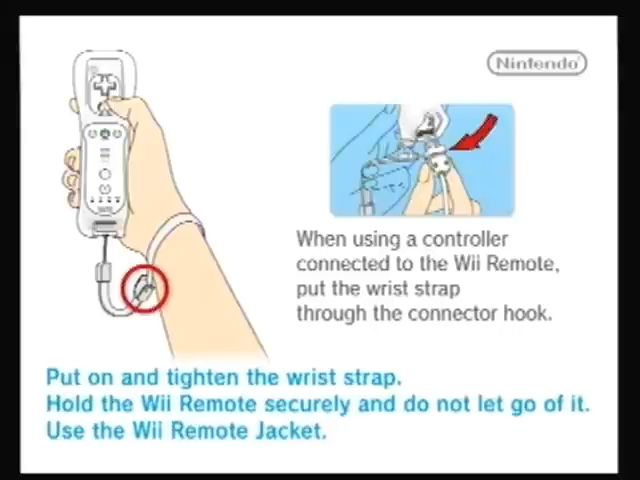 Nintendo
When using a controller
connected to the Wii Remote,
put the wrist strap
through the connector hook.
Put on and tighten the wrist strap.
Hold the Wii Remote securely and do not let go of it.
Use the Wii Remote Jacket.